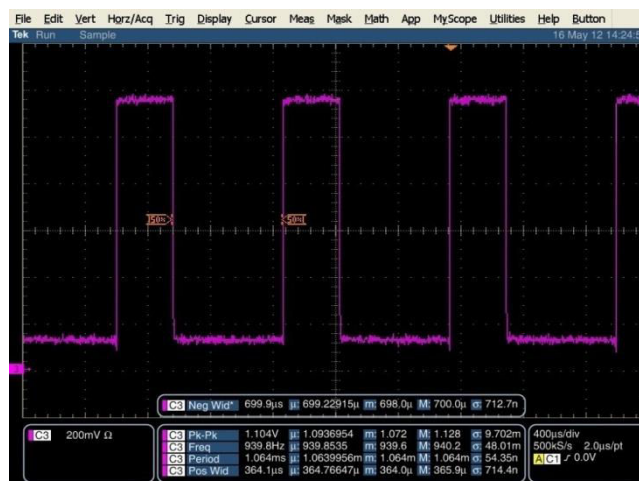 File Edit Vert Horz/Acq Trig Display Cursor Meas Mask Math App MyScope Utilities Help Button
Tek Run Sample 16 May 12 14:24:5
50% 50%
C3 Neg Wid* 699.9µs µ: 699.22915µ m: 698.0µ M: 700.0µ σ: 712.7n
C3 200mV Ω
C3 Pk-Pk 1.104V µ: 1.0936954 m: 1.072 M: 1.128 σ: 9.702m
C3 Freq 939.8Hz µ: 939.8535 m: 939.6 M: 940.2 σ: 48.01m
C3 Period 1.064ms µ: 1.0639956m m: 1.064m M: 1.064m σ: 54.35n
C3 Pos Wid 364.1µs µ: 364.76647µ m: 364.0µ M: 365.9µ σ: 714.4n
400µs/div
500kS/s 2.0µs/pt
A C1 0.0V